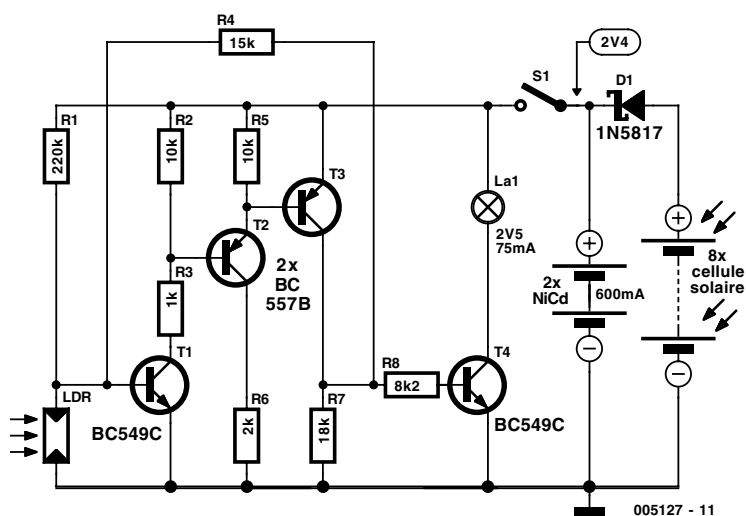 R4
15k
2V4
S1
D1
1N5817
R1
220k
R2
10k
R5
10k
T3
T2
2x
BC
557B
R3
1k
T1
BC549C
LDR
R6
2k
R7
18k
R8
8k2
T4
BC549C
La1
2V5
75mA
2x
NiCd
600mA
8x
cellule
solaire
005127 - 11